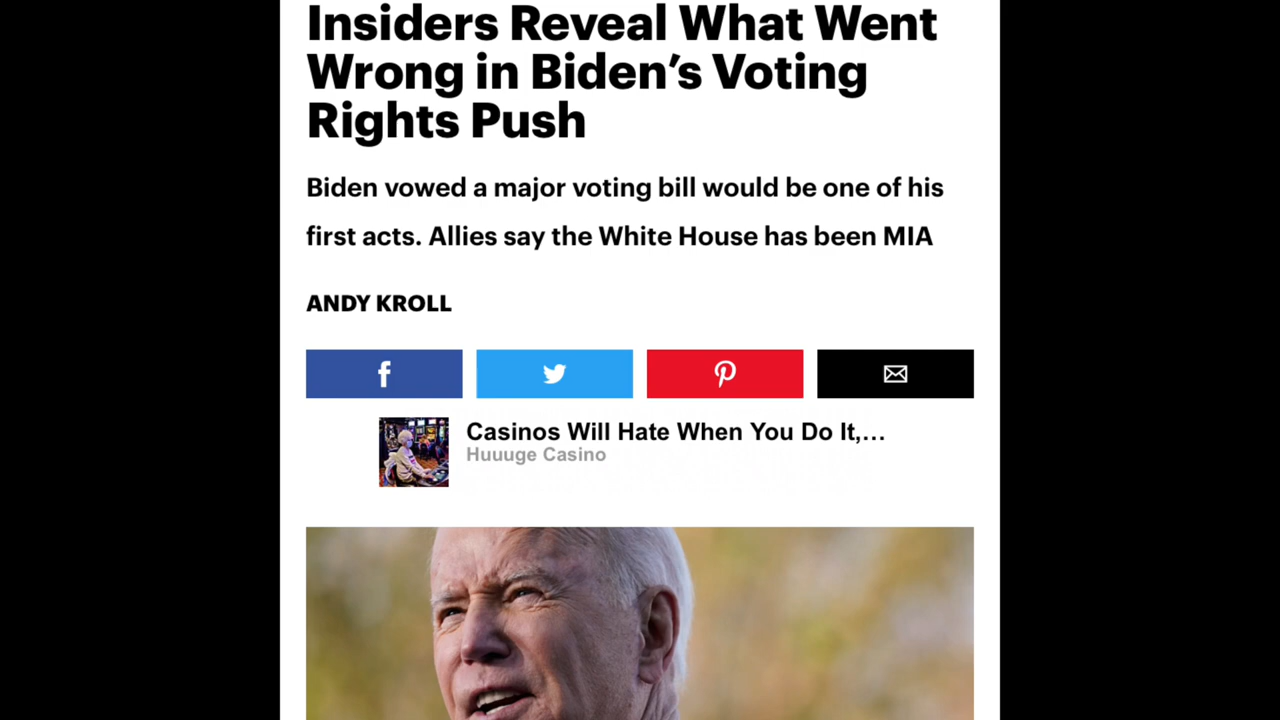 Insiders Reveal What Went
Wrong in Biden’s Voting
Rights Push
Biden vowed a major voting bill would be one of his
first acts. Allies say the White House has been MIA
ANDY KROLL
Casinos Will Hate When You Do It,...
Huuuge Casino